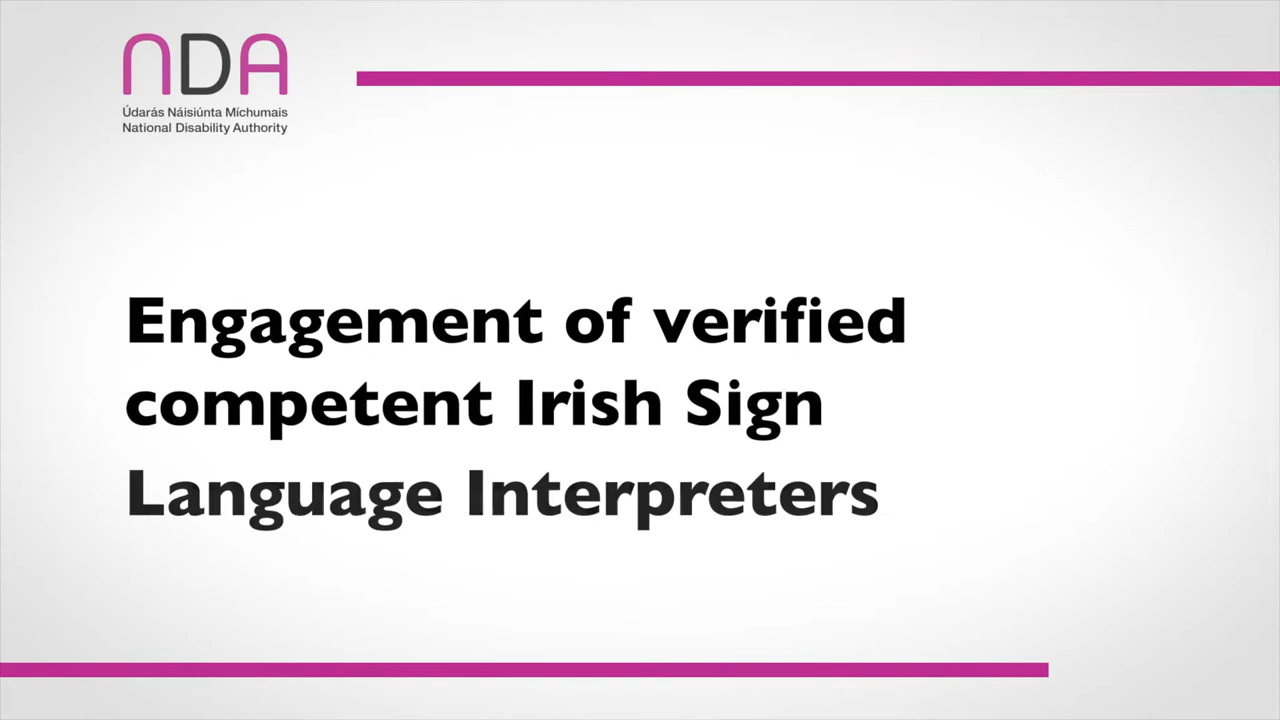 NDA
Údarás Náisiúnta Míchumais
National Disability Authority
Engagement of verified
competent Irish Sign
Language Interpreters